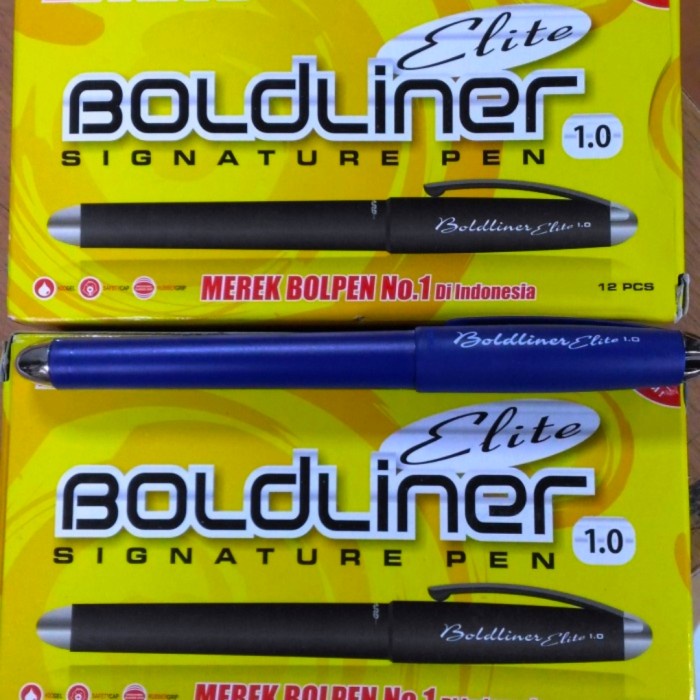 Elite
BOLDLINER
1.0
SIGNATURE PEN
Boldliner Elite 1.0
MEREK BOLPEN No.1 Di Indonesia
12 PCS
Boldliner Elite 1.0
Elite
BOLDLINER
1.0
SIGNATURE PEN
Boldliner Elite 1.0
MEREK BOLPEN No.1